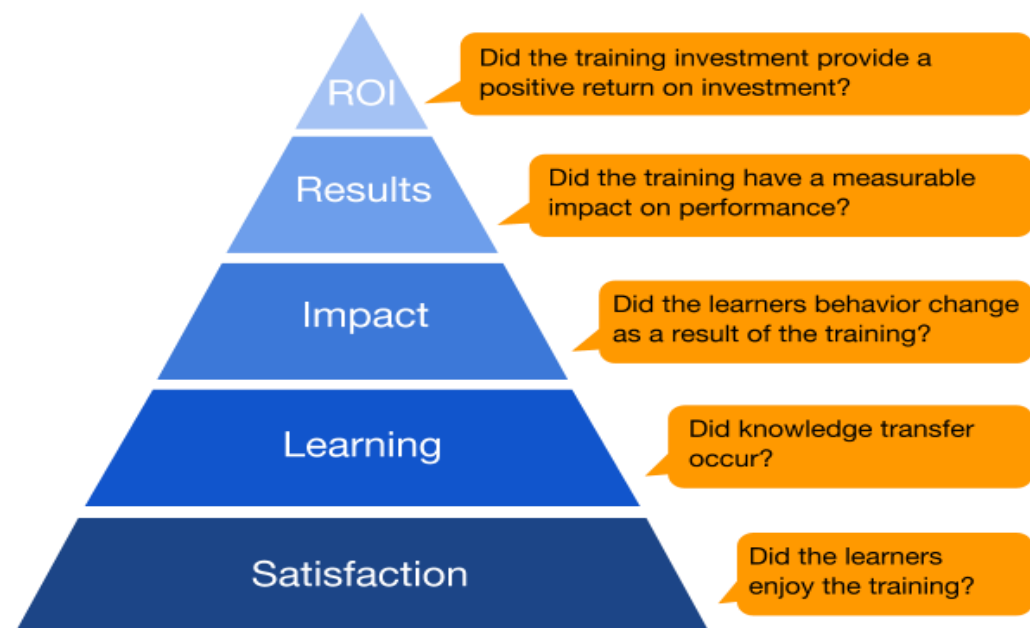 ROI
Did the training investment provide a
positive return on investment?
Results
Did the training have a measurable
impact on performance?
Impact
Did the learners behavior change
as a result of the training?
Learning
Did knowledge transfer
occur?
Satisfaction
Did the learners
enjoy the training?